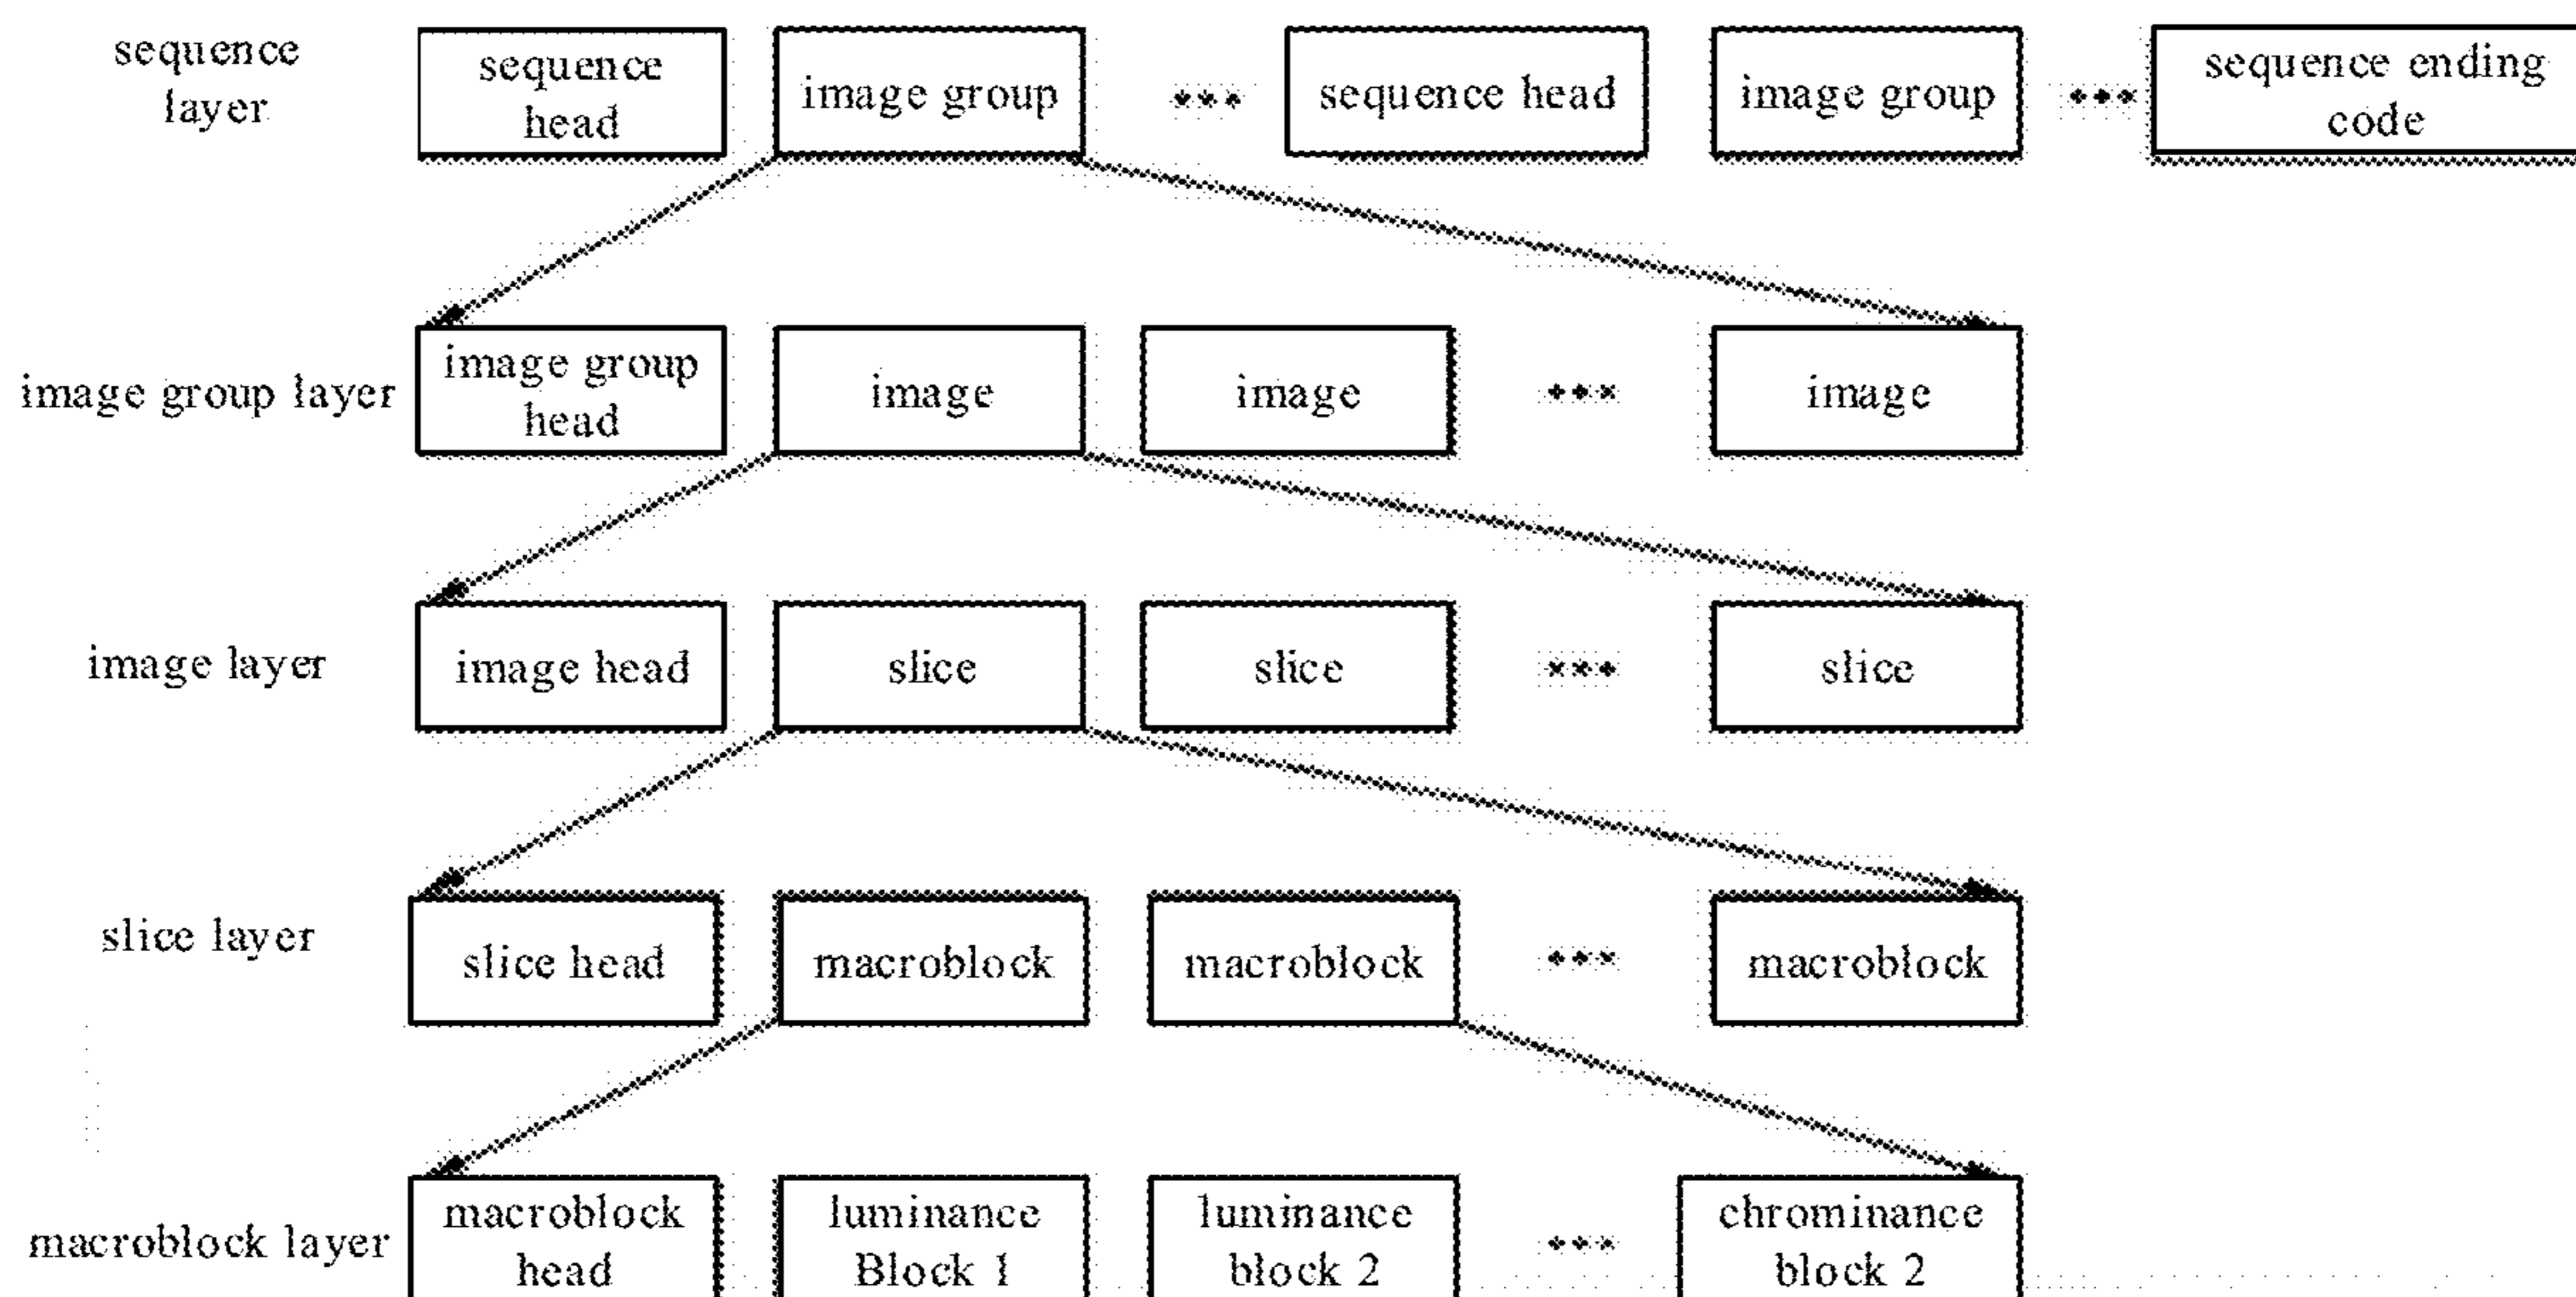 sequence
layer
sequence
head
image group
sequence head
image group
sequence ending
code
image group layer
image group
head
image
image
image
image layer
image head
slice
slice
slice
slice layer
slice head
macroblock
macroblock
macroblock
macroblock layer
macroblock
head
luminance
Block 1
luminance
block 2
chrominance
block 2